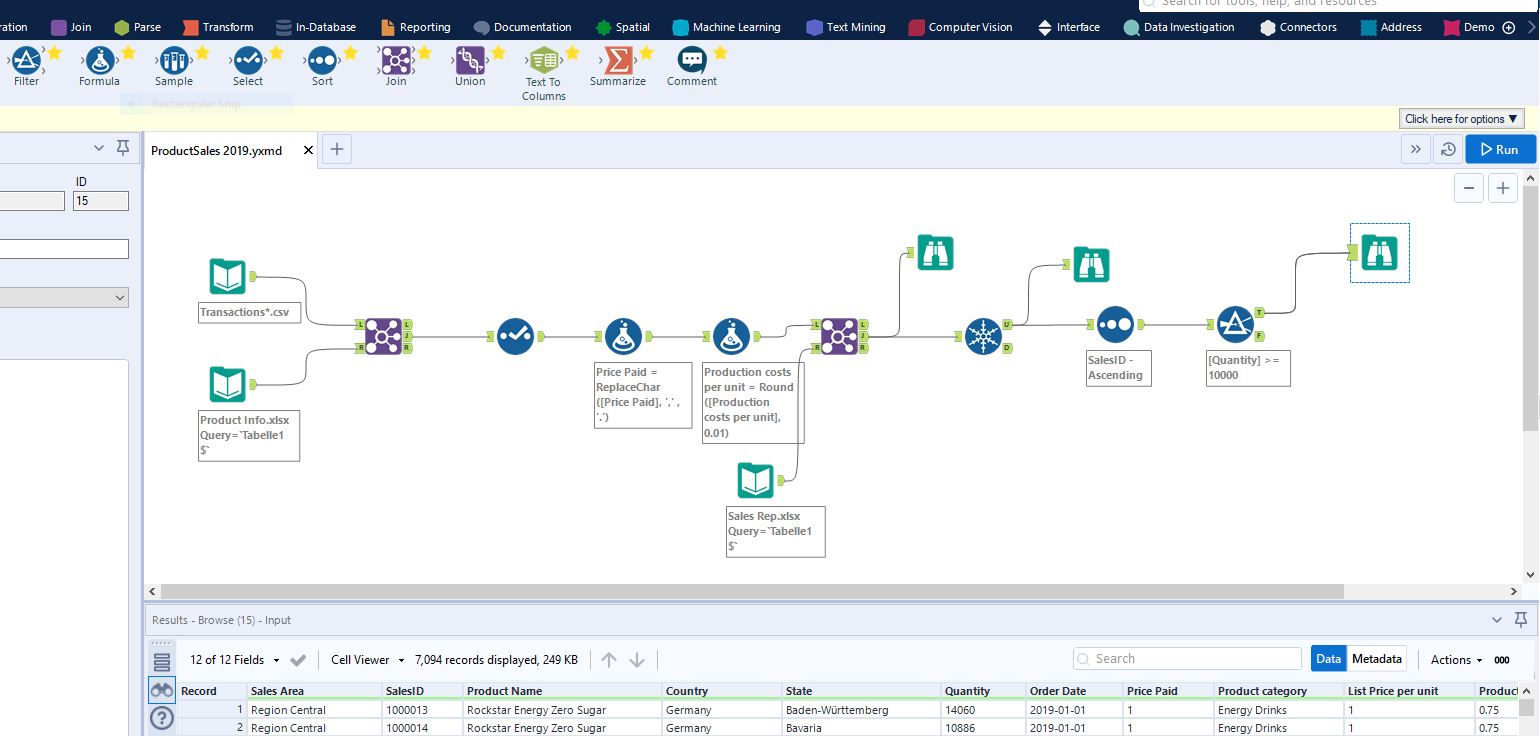 Search for tools, help, and resources
ration Join Parse Transform In-Database Reporting Documentation Spatial Machine Learning Text Mining Computer Vision Interface Data Investigation Connectors Address Demo
Filter Formula Sample Select Sort Join Union Text To Columns Summarize Comment
Rectangular Snip
Click here for options ▼
ProductSales 2019.yxmd
Run
ID
15
Transactions*.csv
L
R
L
J
R
Product Info.xlsx
Query=`Tabelle1
$`
Price Paid =
ReplaceChar
([Price Paid], ',' ,
'.')
Production costs
per unit = Round
([Production
costs per unit],
0.01)
L
R
L
J
R
Sales Rep.xlsx
Query=`Tabelle1
$`
U
D
SalesID -
Ascending
T
F
[Quantity] >=
10000
Results - Browse (15) - Input
12 of 12 Fields Cell Viewer 7,094 records displayed, 249 KB Search Data Metadata Actions 000
Record Sales Area SalesID Product Name Country State Quantity Order Date Price Paid Product category List Price per unit Product
1 Region Central 1000013 Rockstar Energy Zero Sugar Germany Baden-Württemberg 14060 2019-01-01 1 Energy Drinks 1 0.75
2 Region Central 1000014 Rockstar Energy Zero Sugar Germany Bavaria 10886 2019-01-01 1 Energy Drinks 1 0.75